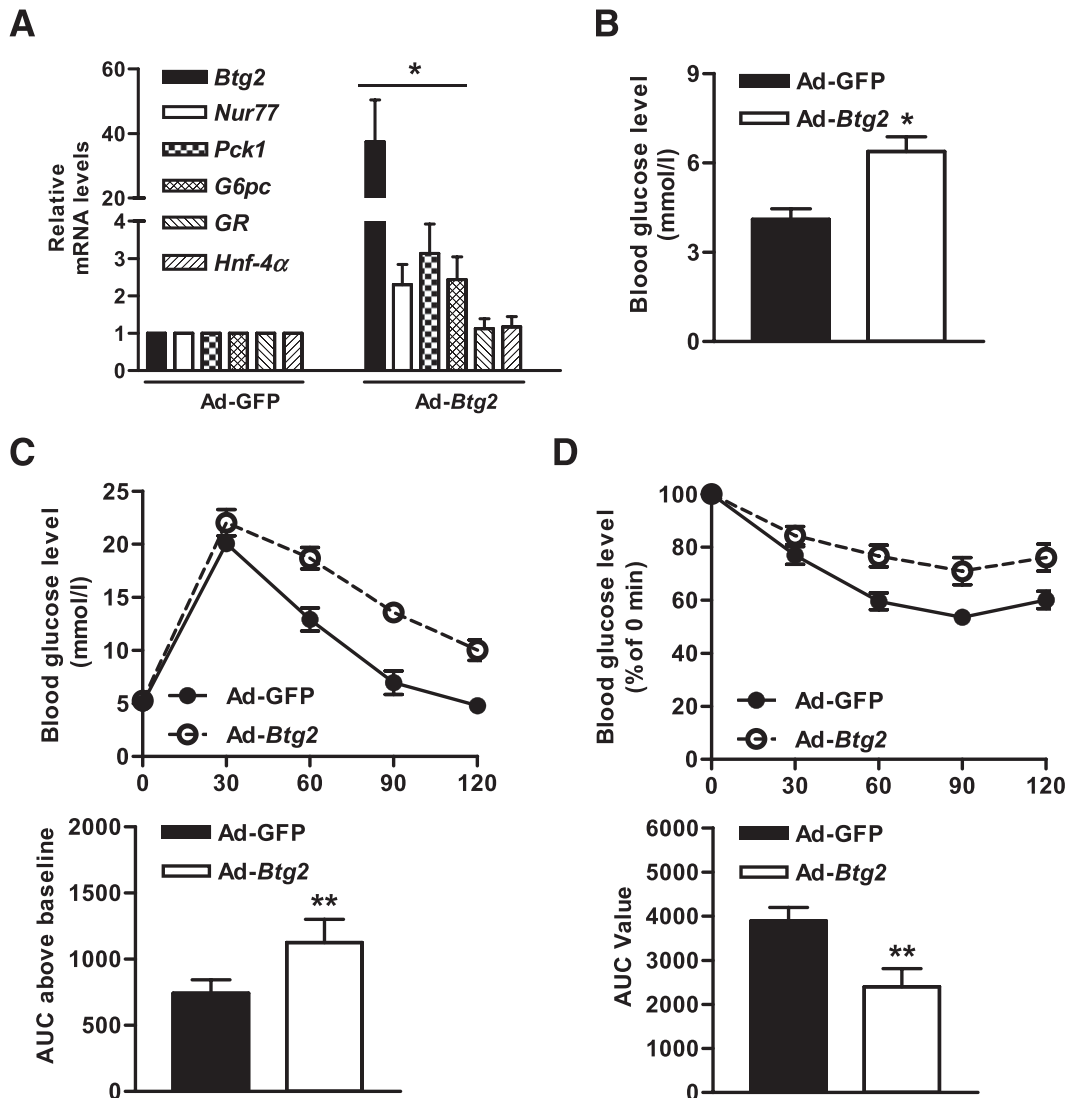 A
Relative
mRNA levels
60
40
20
4
3
2
1
0
Btg2
Nur77
Pck1
G6pc
GR
Hnf-4α
*
Ad-GFP
Ad-Btg2
B
Blood glucose level
(mmol/l)
9
6
3
0
Ad-GFP
Ad-Btg2
*
C
Blood glucose level
(mmol/l)
25
20
15
10
5
0
Ad-GFP
Ad-Btg2
0 30 60 90 120
AUC above baseline
2000
1500
1000
500
0
Ad-GFP
Ad-Btg2
**
D
Blood glucose level
(% of 0 min)
100
80
60
40
20
0
Ad-GFP
Ad-Btg2
0 30 60 90 120
AUC Value
6000
5000
4000
3000
2000
1000
0
Ad-GFP
Ad-Btg2
**